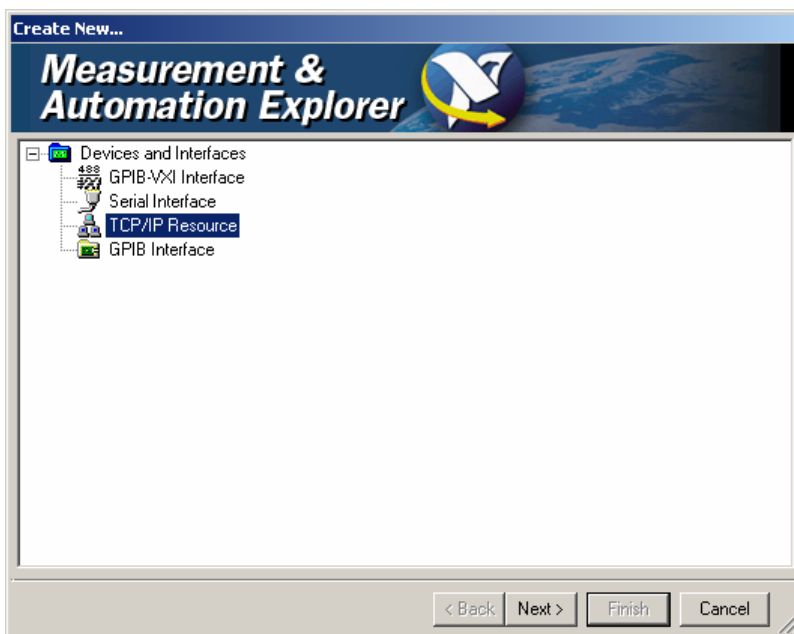 Create New...
Measurement &
Automation Explorer
Devices and Interfaces
GPIB-VXI Interface
Serial Interface
TCP/IP Resource
GPIB Interface
< Back Next > Finish Cancel